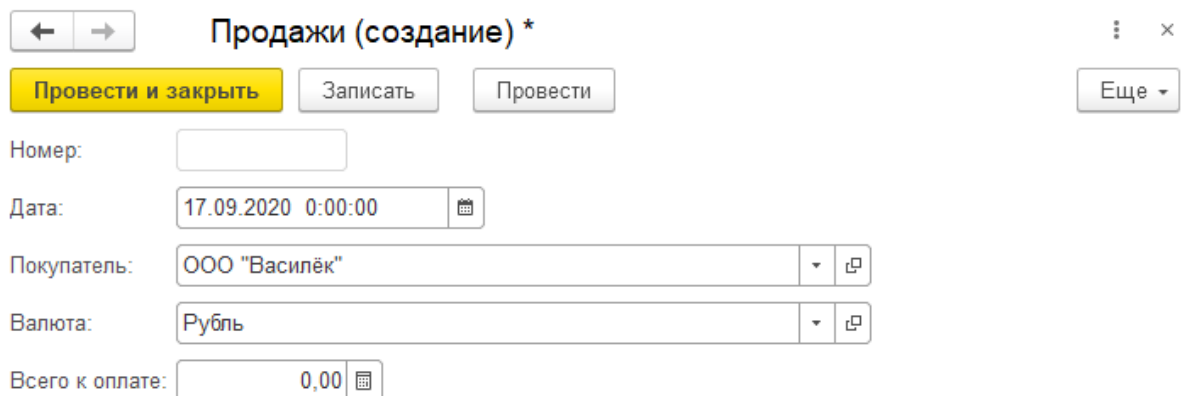 Продажи (создание) *
Провести и закрыть Записать Провести Еще
Номер:
Дата: 17.09.2020 0:00:00
Покупатель: ООО "Василёк"
Валюта: Рубль
Всего к оплате: 0,00